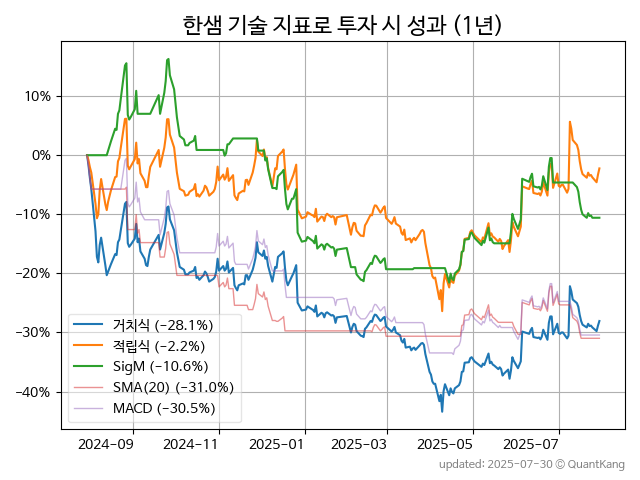 한샘 기술 지표로 투자 시 성과 (1년)
10%
0%
−10%
−20%
−30%
−40%
거치식 (−28.1%)
적립식 (−2.2%)
SigM (−10.6%)
SMA(20) (−31.0%)
MACD (−30.5%)
2024-09 2024-11 2025-01 2025-03 2025-05 2025-07
updated: 2025-07-30 © QuantKang